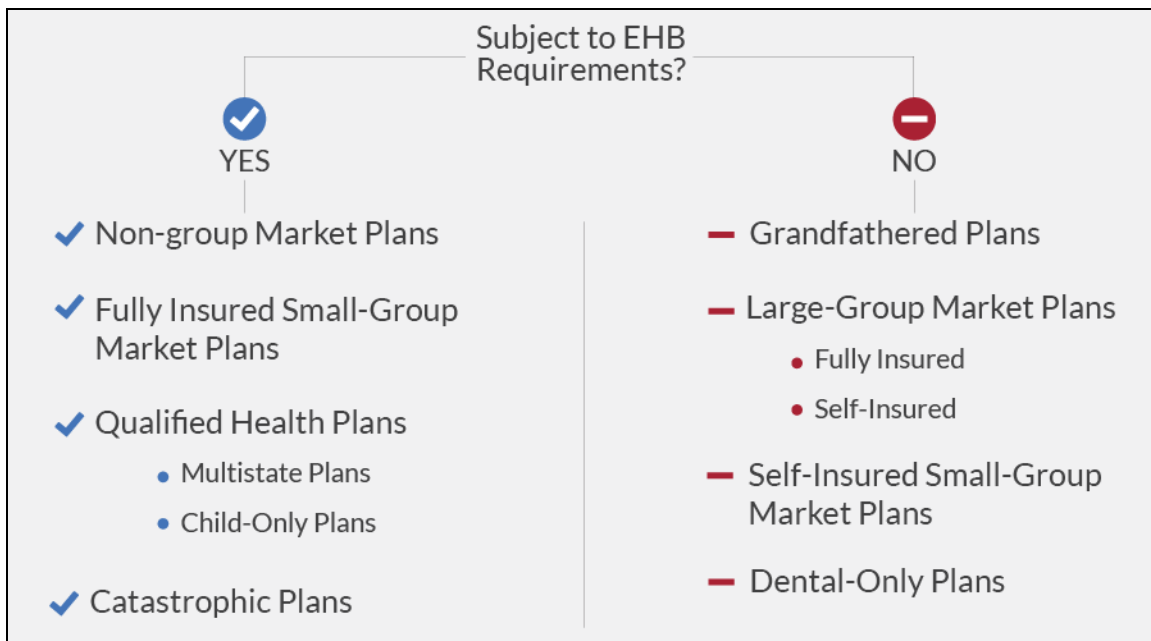 Subject to EHB
Requirements?
YES
NO
Non-group Market Plans
Fully Insured Small-Group
Market Plans
Qualified Health Plans
Multistate Plans
Child-Only Plans
Catastrophic Plans
Grandfathered Plans
Large-Group Market Plans
Fully Insured
Self-Insured
Self-Insured Small-Group
Market Plans
Dental-Only Plans